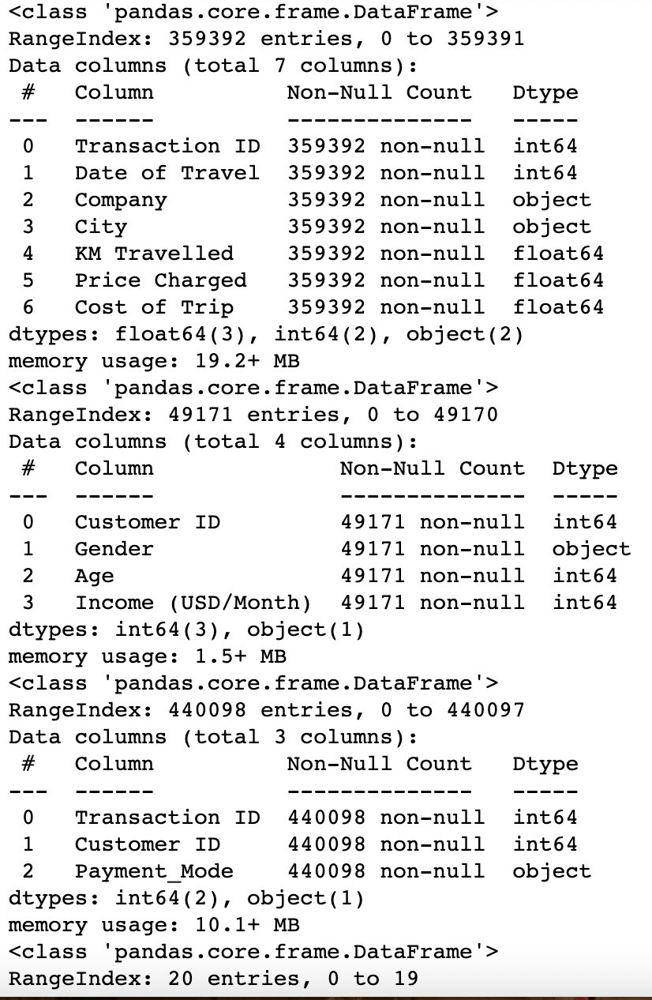 <class 'pandas.core.frame.DataFrame'>
RangeIndex: 359392 entries, 0 to 359391
Data columns (total 7 columns):
 #   Column          Non-Null Count   Dtype
---  ------          --------------   -----
 0   Transaction ID  359392 non-null  int64
 1   Date of Travel  359392 non-null  int64
 2   Company         359392 non-null  object
 3   City            359392 non-null  object
 4   KM Travelled    359392 non-null  float64
 5   Price Charged   359392 non-null  float64
 6   Cost of Trip    359392 non-null  float64
dtypes: float64(3), int64(2), object(2)
memory usage: 19.2+ MB
<class 'pandas.core.frame.DataFrame'>
RangeIndex: 49171 entries, 0 to 49170
Data columns (total 4 columns):
 #   Column              Non-Null Count  Dtype
---  ------              --------------  -----
 0   Customer ID         49171 non-null  int64
 1   Gender              49171 non-null  object
 2   Age                 49171 non-null  int64
 3   Income (USD/Month)  49171 non-null  int64
dtypes: int64(3), object(1)
memory usage: 1.5+ MB
<class 'pandas.core.frame.DataFrame'>
RangeIndex: 440098 entries, 0 to 440097
Data columns (total 3 columns):
 #   Column          Non-Null Count   Dtype
---  ------          --------------   -----
 0   Transaction ID  440098 non-null  int64
 1   Customer ID     440098 non-null  int64
 2   Payment_Mode    440098 non-null  object
dtypes: int64(2), object(1)
memory usage: 10.1+ MB
<class 'pandas.core.frame.DataFrame'>
RangeIndex: 20 entries, 0 to 19